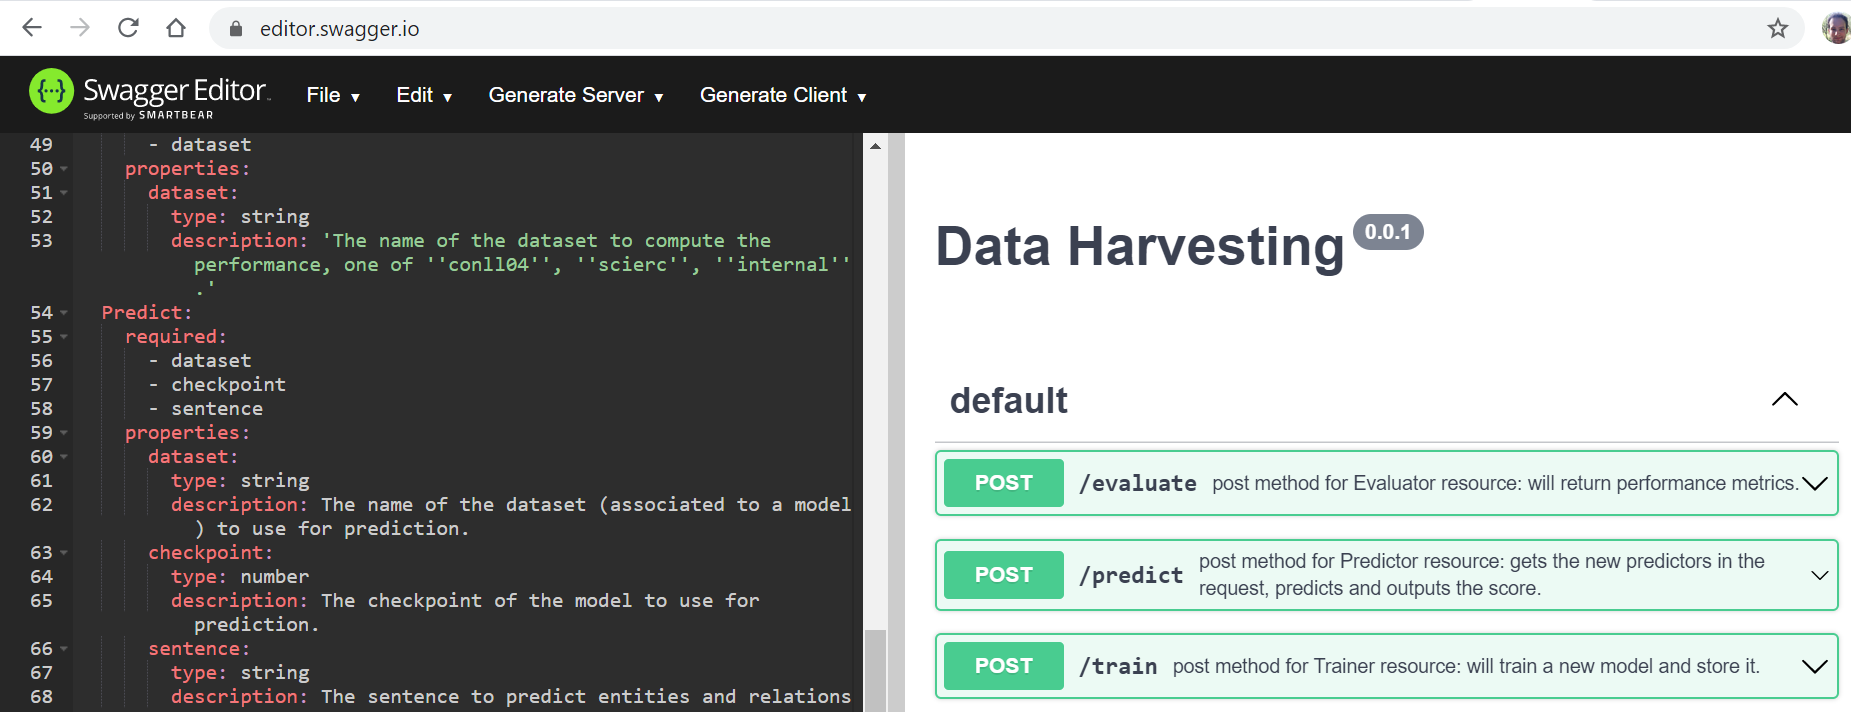 editor.swagger.io
{···} Swagger Editor.
Supported by SMARTBEAR
File ▼ Edit ▼ Generate Server ▼ Generate Client ▼
49 - dataset
50 properties:
51 dataset:
52 type: string
53 description: 'The name of the dataset to compute the
performance, one of ''conll04'', ''scierc'', ''internal''
.'
54 Predict:
55 required:
56 - dataset
57 - checkpoint
58 - sentence
59 properties:
60 dataset:
61 type: string
62 description: The name of the dataset (associated to a model
) to use for prediction.
63 checkpoint:
64 type: number
65 description: The checkpoint of the model to use for
prediction.
66 sentence:
67 type: string
68 description: The sentence to predict entities and relations
Data Harvesting 0.0.1
default
POST /evaluate post method for Evaluator resource: will return performance metrics.
POST /predict post method for Predictor resource: gets the new predictors in the
request, predicts and outputs the score.
POST /train post method for Trainer resource: will train a new model and store it.